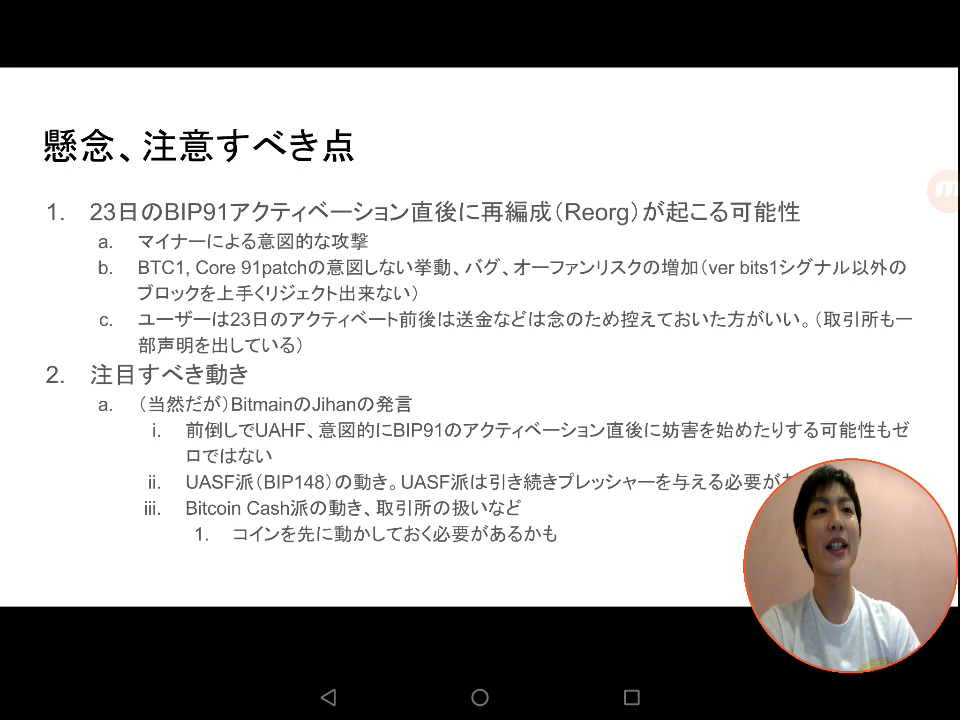 懸念、注意すべき点
1. 23日のBIP91アクティベーション直後に再編成（Reorg）が起こる可能性
a. マイナーによる意図的な攻撃
b. BTC1, Core 91patchの意図しない挙動、バグ、オーファンリスクの増加（ver bits1シグナル以外の
ブロックを上手くリジェクト出来ない）
c. ユーザーは23日のアクティベート前後は送金などは念のため控えておいた方がいい。（取引所も一
部声明を出している）
2. 注目すべき動き
a. （当然だが）BitmainのJihanの発言
i. 前倒しでUAHF、意図的にBIP91のアクティベーション直後に妨害を始めたりする可能性もゼ
ロではない
ii. UASF派（BIP148）の動き。UASF派は引き続きプレッシャーを与える必要が
iii. Bitcoin Cash派の動き、取引所の扱いなど
1. コインを先に動かしておく必要があるかも